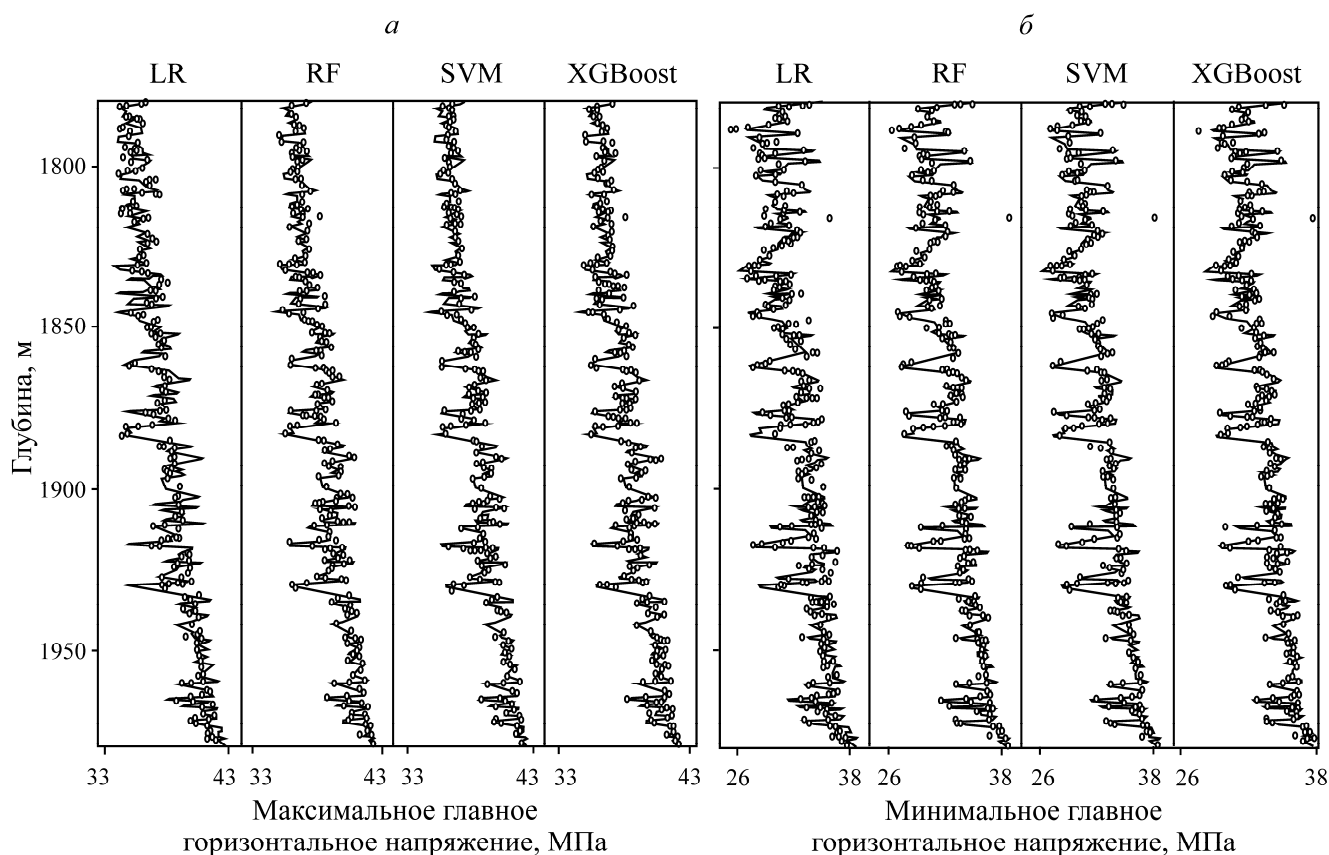 а б
LR RF SVM XGBoost LR RF SVM XGBoost
1800
1850
1900
1950
Глубина, м
33 43 33 43 33 43 33 43 26 38 26 38 26 38 26 38
Максимальное главное
горизонтальное напряжение, МПа
Минимальное главное
горизонтальное напряжение, МПа